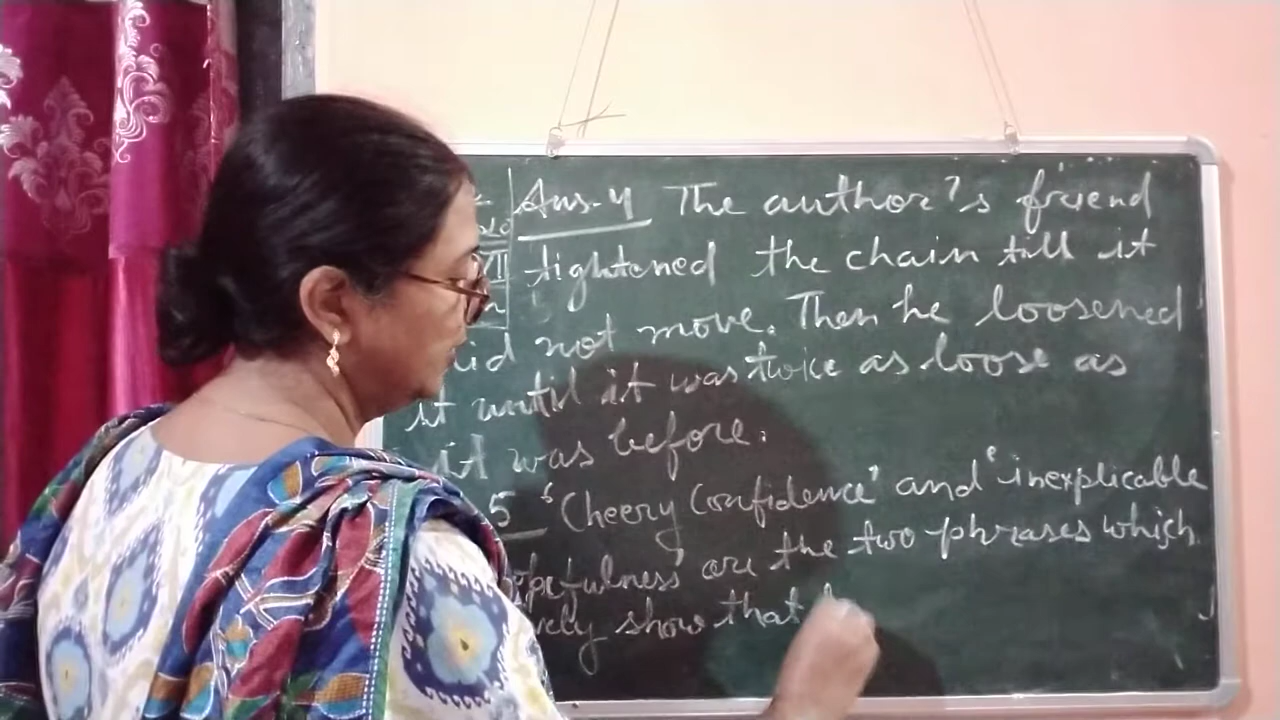 Ans-4 The author's friend
VII tightened the chain till it
not move. Then he loosened
it until it was twice as loose as
it was before.
5 'Cheery Confidence' and 'inexplicable
are the two phrases which
show that